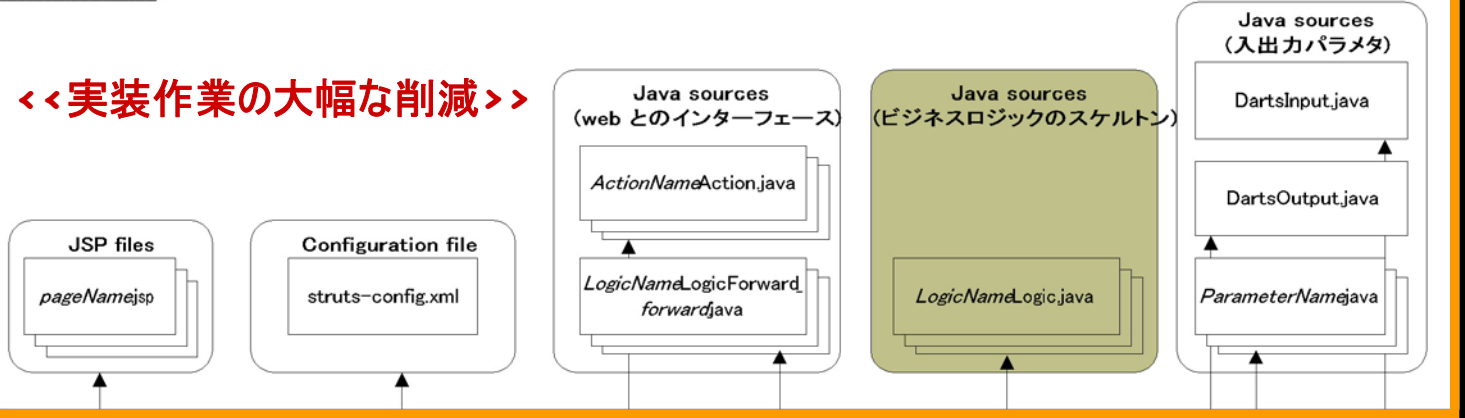 <<実装作業の大幅な削減>>
JSP files
pageName.jsp
Configuration file
struts-config.xml
Java sources
(web とのインターフェース)
ActionNameAction.java
LogicNameLogicForward_
forward.java
Java sources
(ビジネスロジックのスケルトン)
LogicNameLogic.java
Java sources
(入出力パラメタ)
DartsInput.java
DartsOutput.java
ParameterName.java